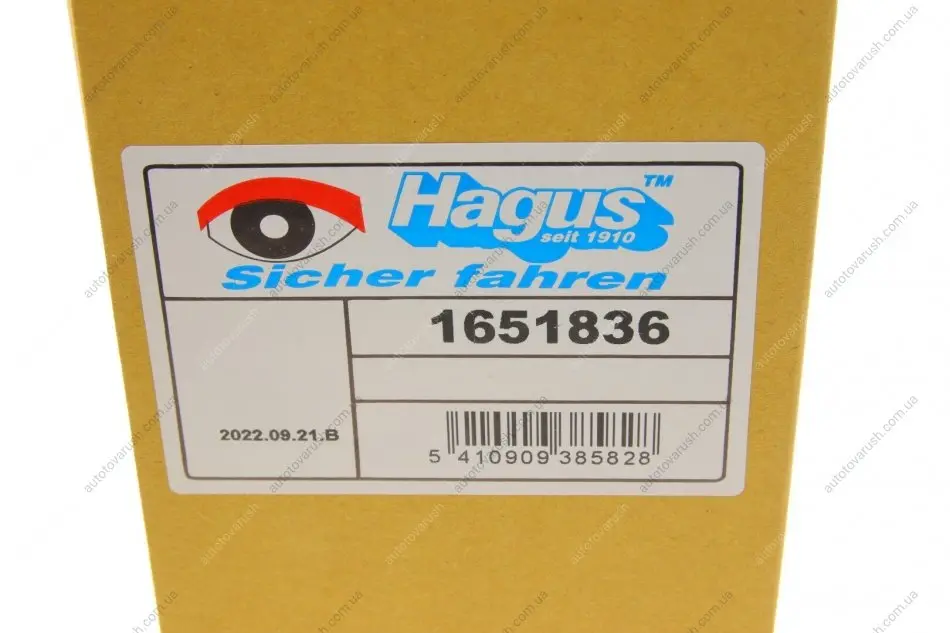 Hagus™
seit 1910
Sicher fahren
1651836
2022.09.21.B
5 410909 385828
autotovarush.com.ua